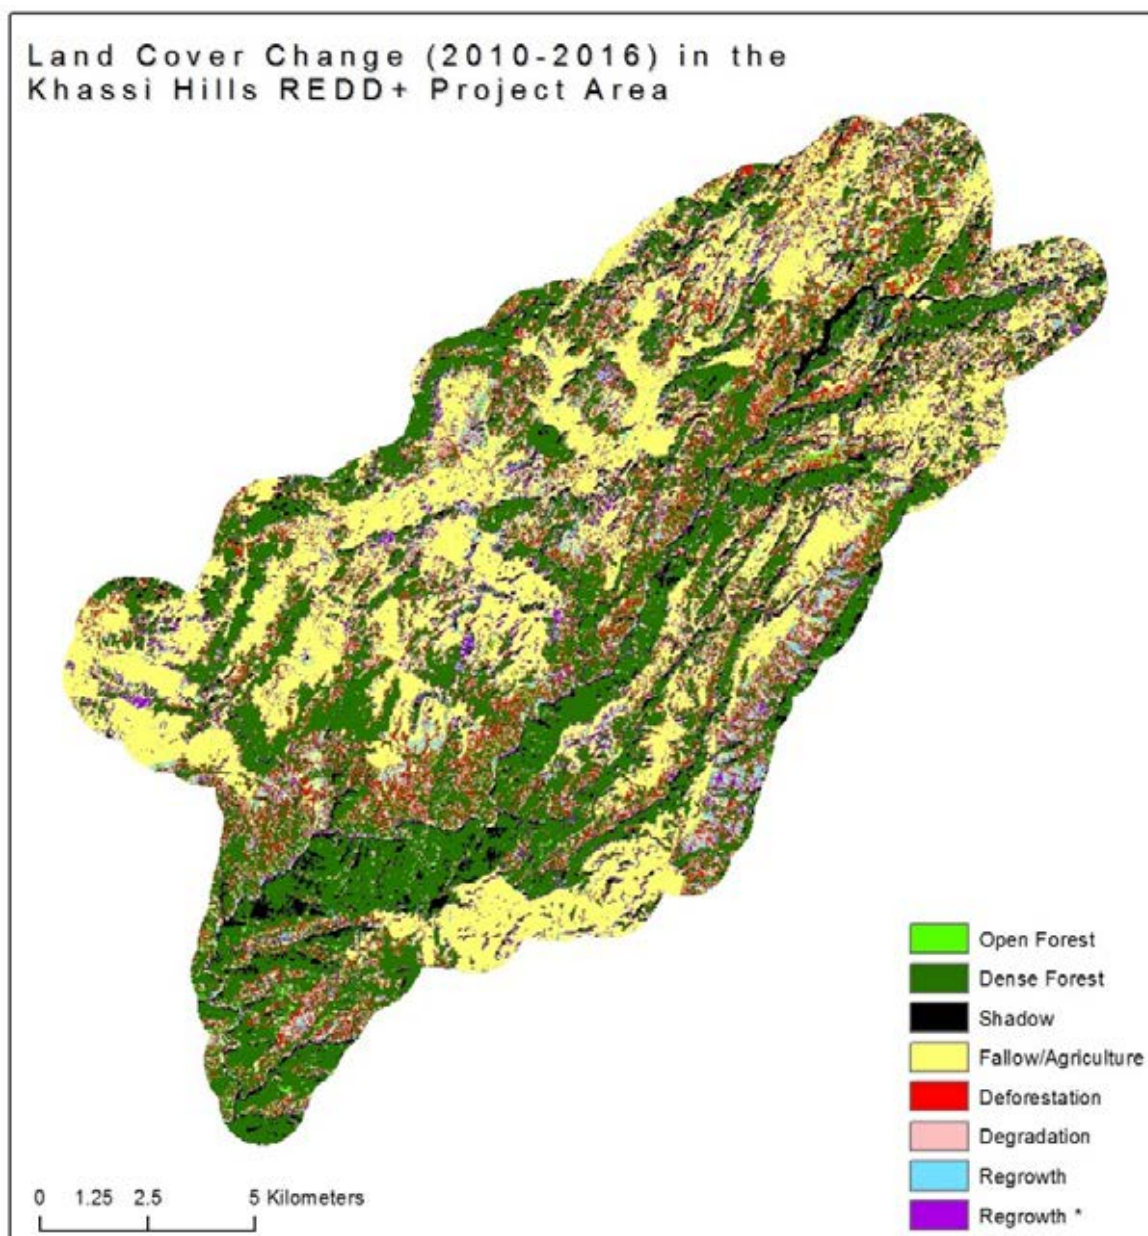 Land Cover Change (2010-2016) in the
Khassi Hills REDD+ Project Area
Open Forest
Dense Forest
Shadow
Fallow/Agriculture
Deforestation
Degradation
Regrowth
Regrowth *
0 1.25 2.5 5 Kilometers